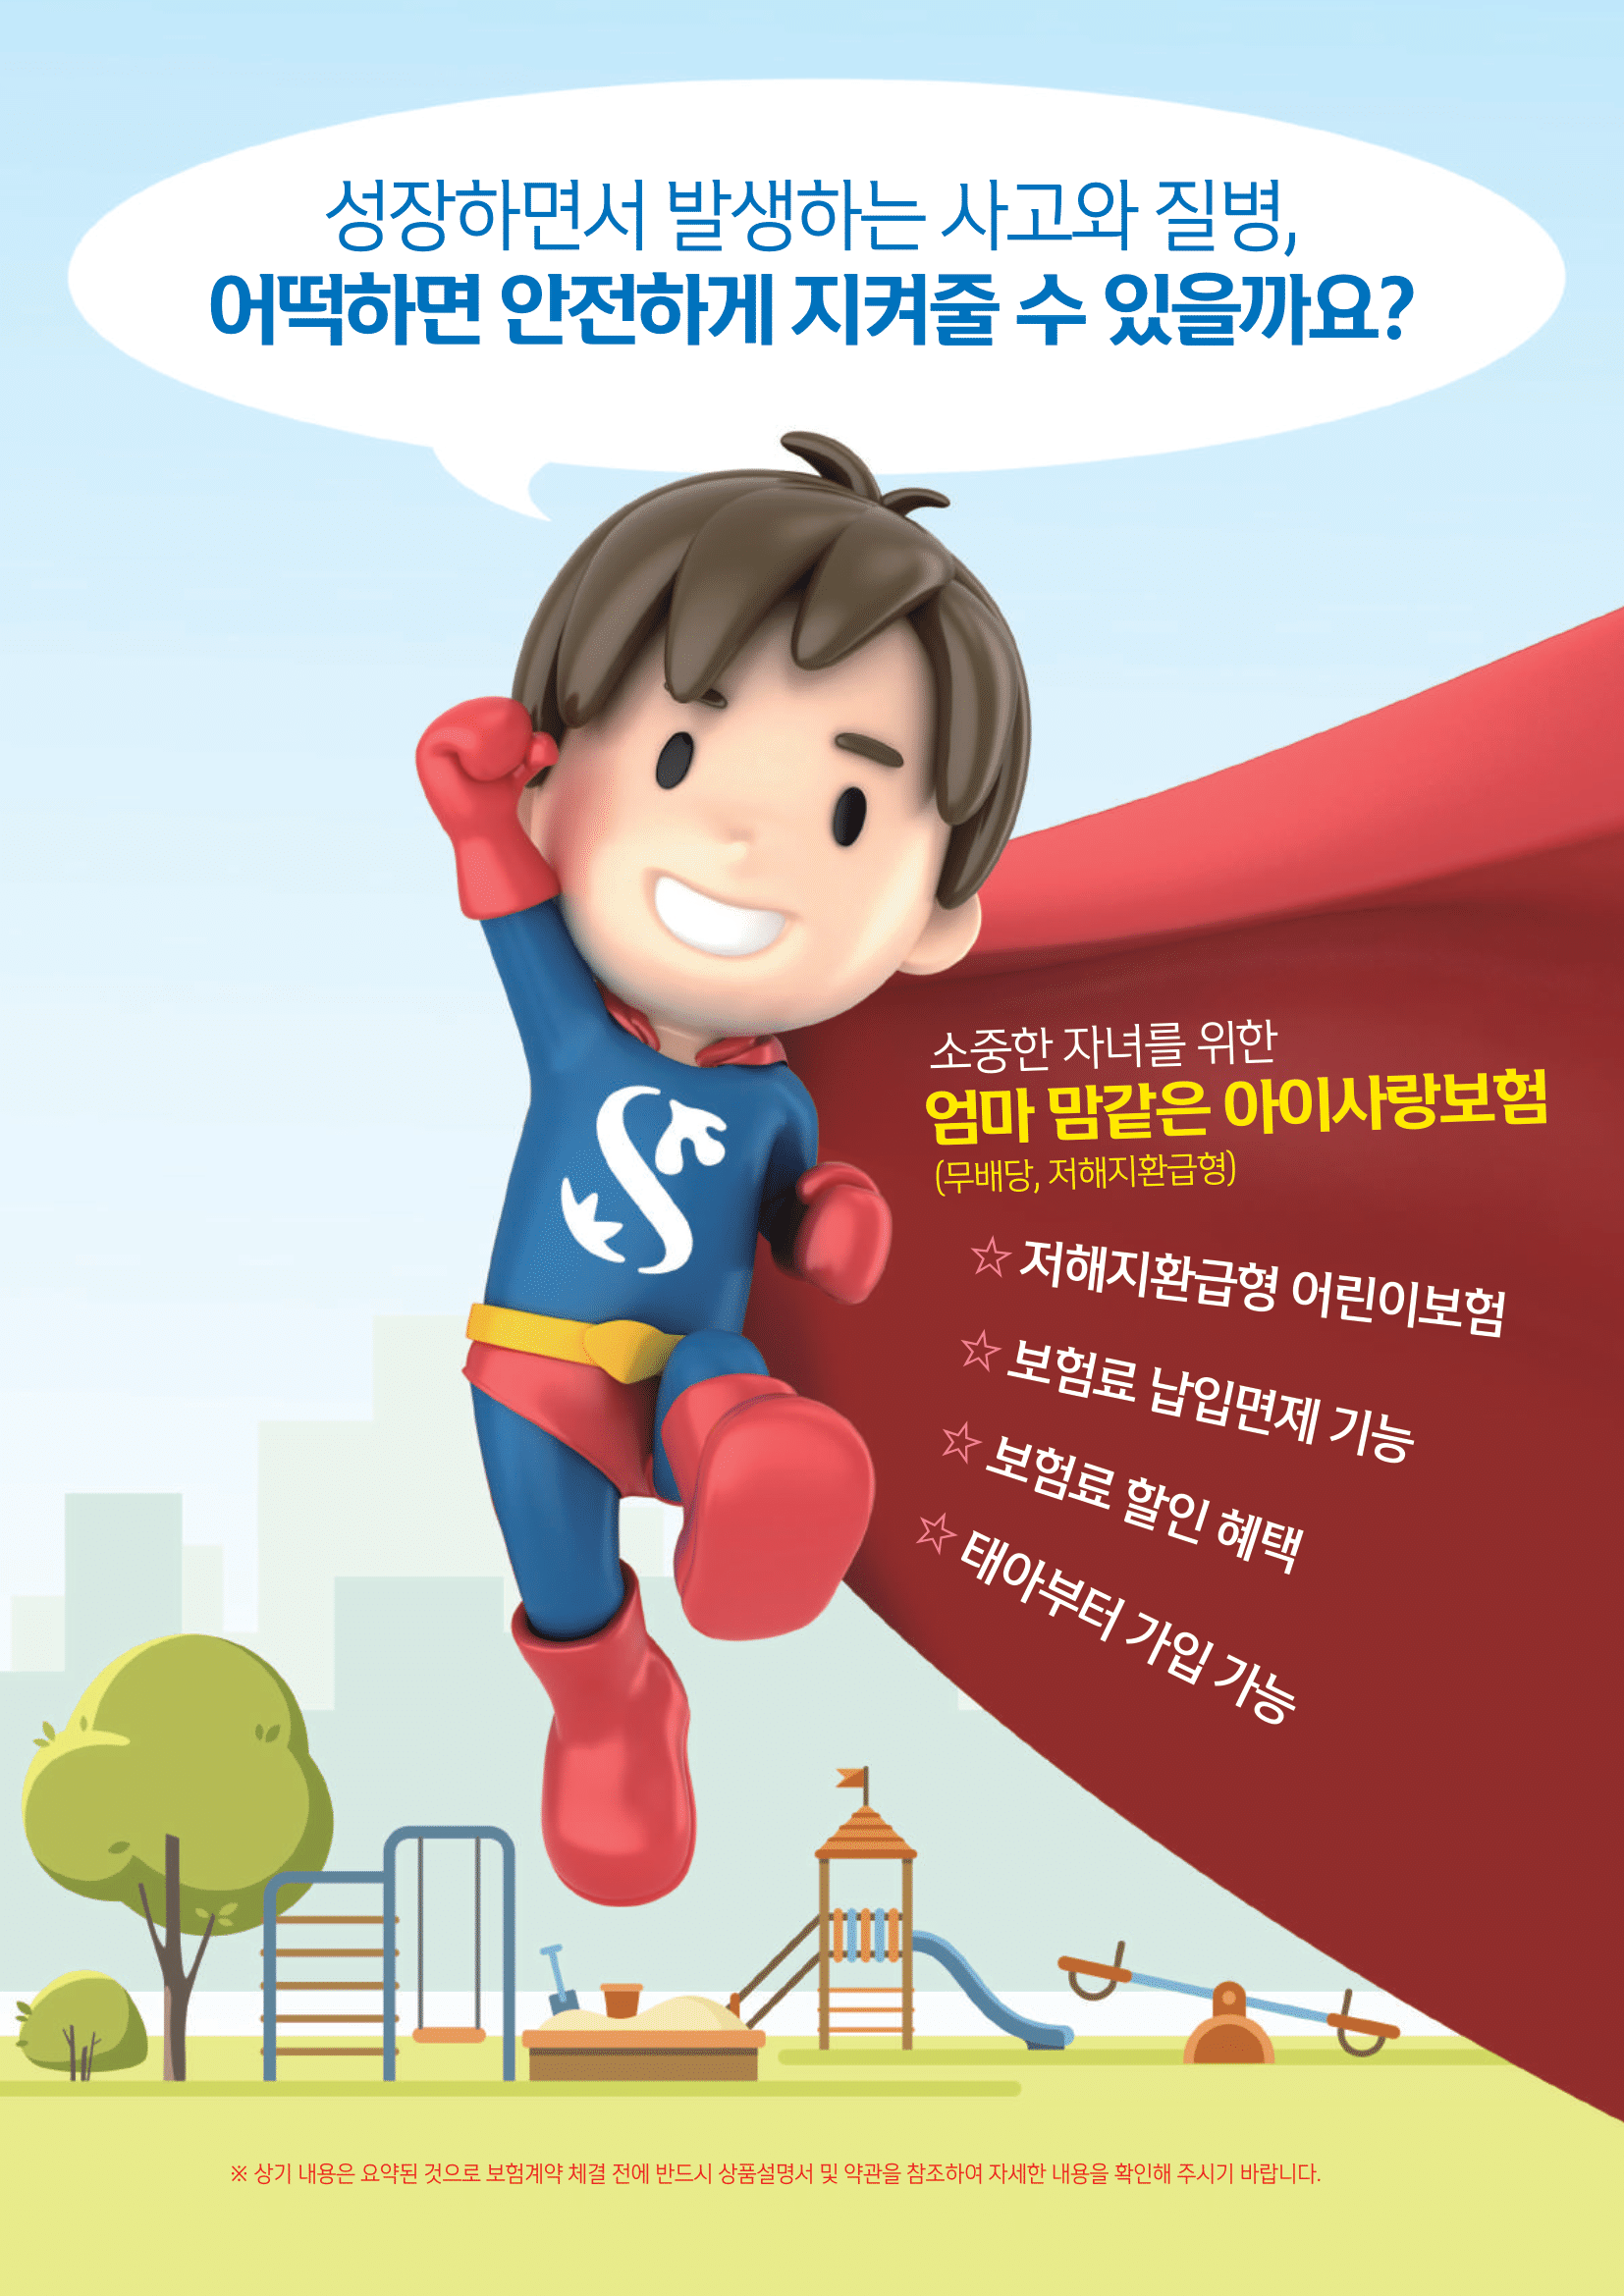 성장하면서 발생하는 사고와 질병,
어떡하면 안전하게 지켜줄 수 있을까요?
소중한 자녀를 위한
엄마 맘같은 아이사랑보험
(무배당, 저해지환급형)
☆ 저해지환급형 어린이보험
☆ 보험료 납입면제 기능
☆ 보험료 할인 혜택
☆ 태아부터 가입 가능
※ 상기 내용은 요약된 것으로 보험계약 체결 전에 반드시 상품설명서 및 약관을 참조하여 자세한 내용을 확인해 주시기 바랍니다.